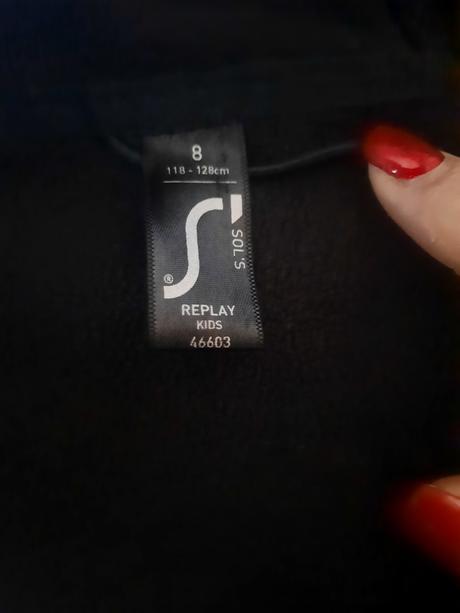 8
118 - 128cm
SOL'S
®
REPLAY
KIDS
46603